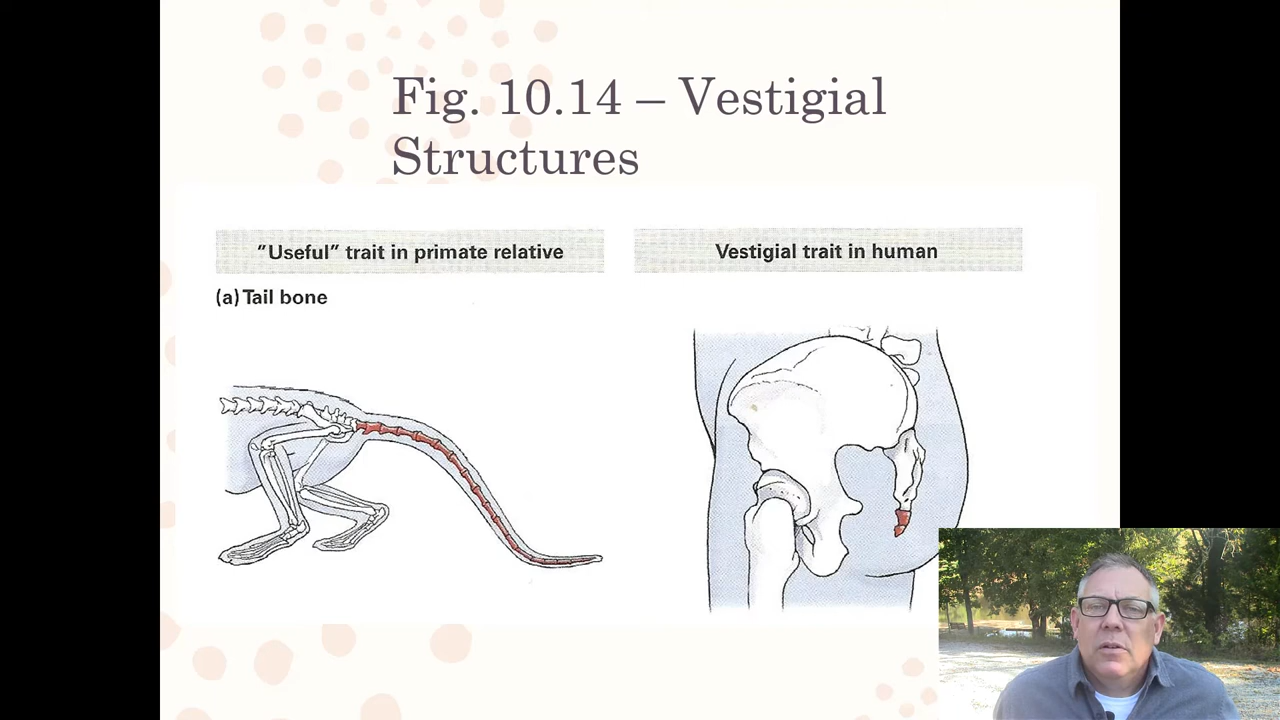 Fig. 10.14 – Vestigial
Structures
“Useful” trait in primate relative
Vestigial trait in human
(a) Tail bone